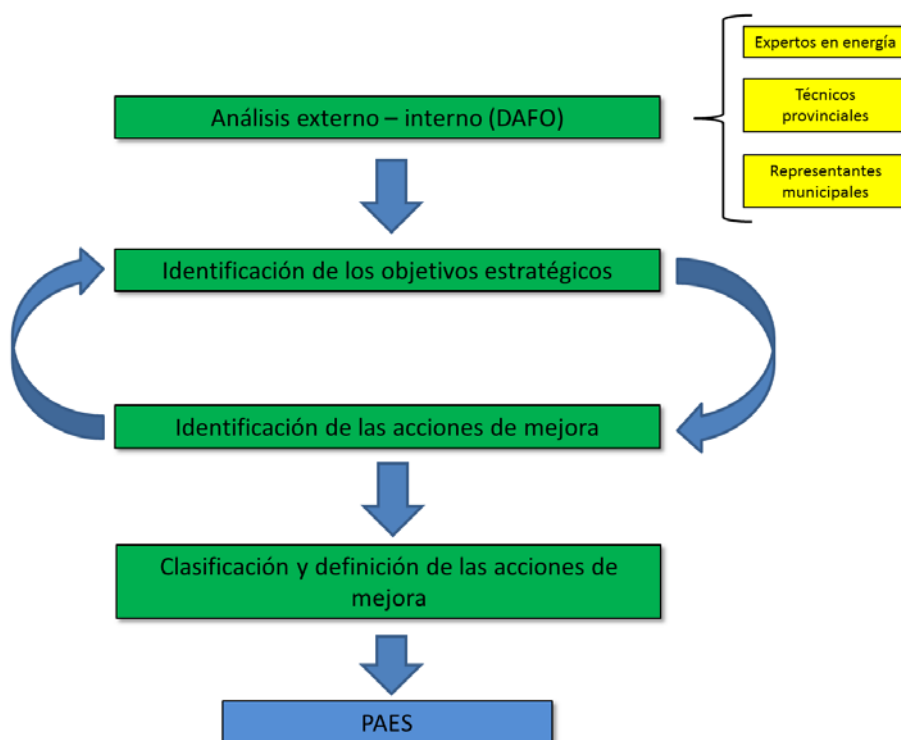 Expertos en energía
Análisis externo – interno (DAFO)
Técnicos
provinciales
Representantes
municipales
Identificación de los objetivos estratégicos
Identificación de las acciones de mejora
Clasificación y definición de las acciones de
mejora
PAES